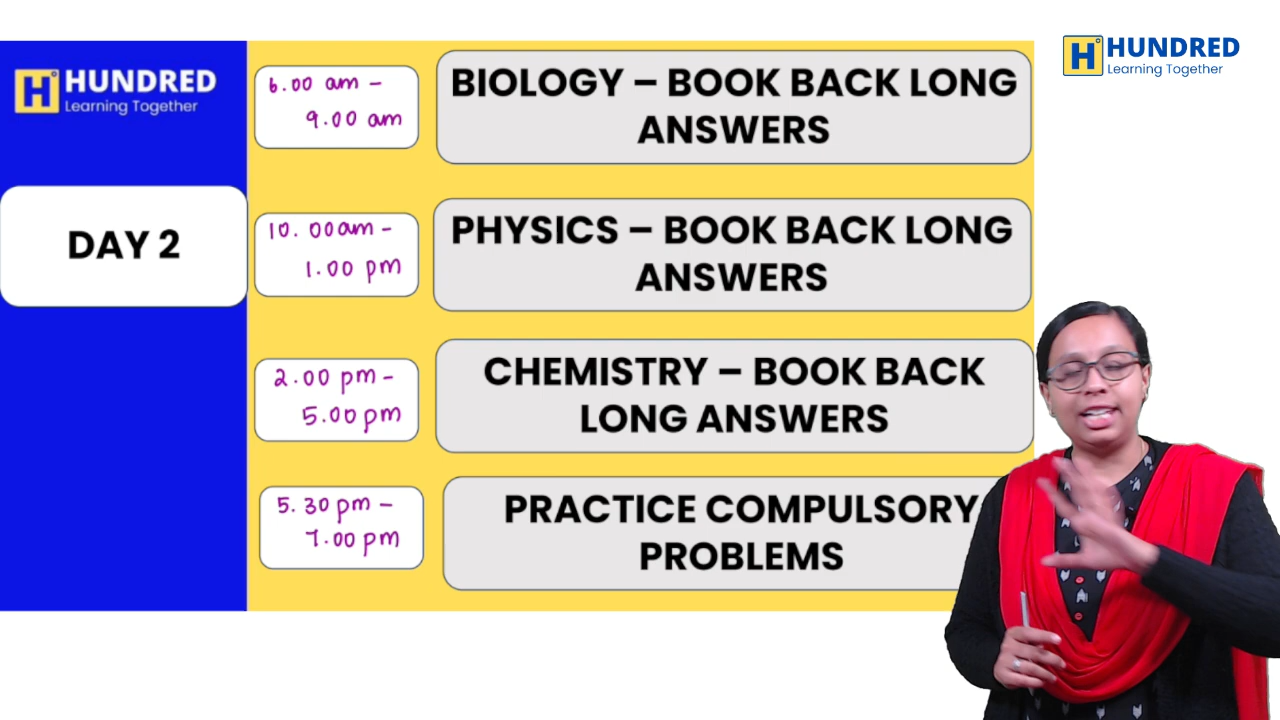 HUNDRED
Learning Together
HUNDRED
Learning Together
DAY 2
6.00 am -
9.00 am
BIOLOGY – BOOK BACK LONG
ANSWERS
10.00am -
1.00 pm
PHYSICS – BOOK BACK LONG
ANSWERS
2.00 pm -
5.00pm
CHEMISTRY – BOOK BACK
LONG ANSWERS
5.30 pm -
7.00 pm
PRACTICE COMPULSORY
PROBLEMS